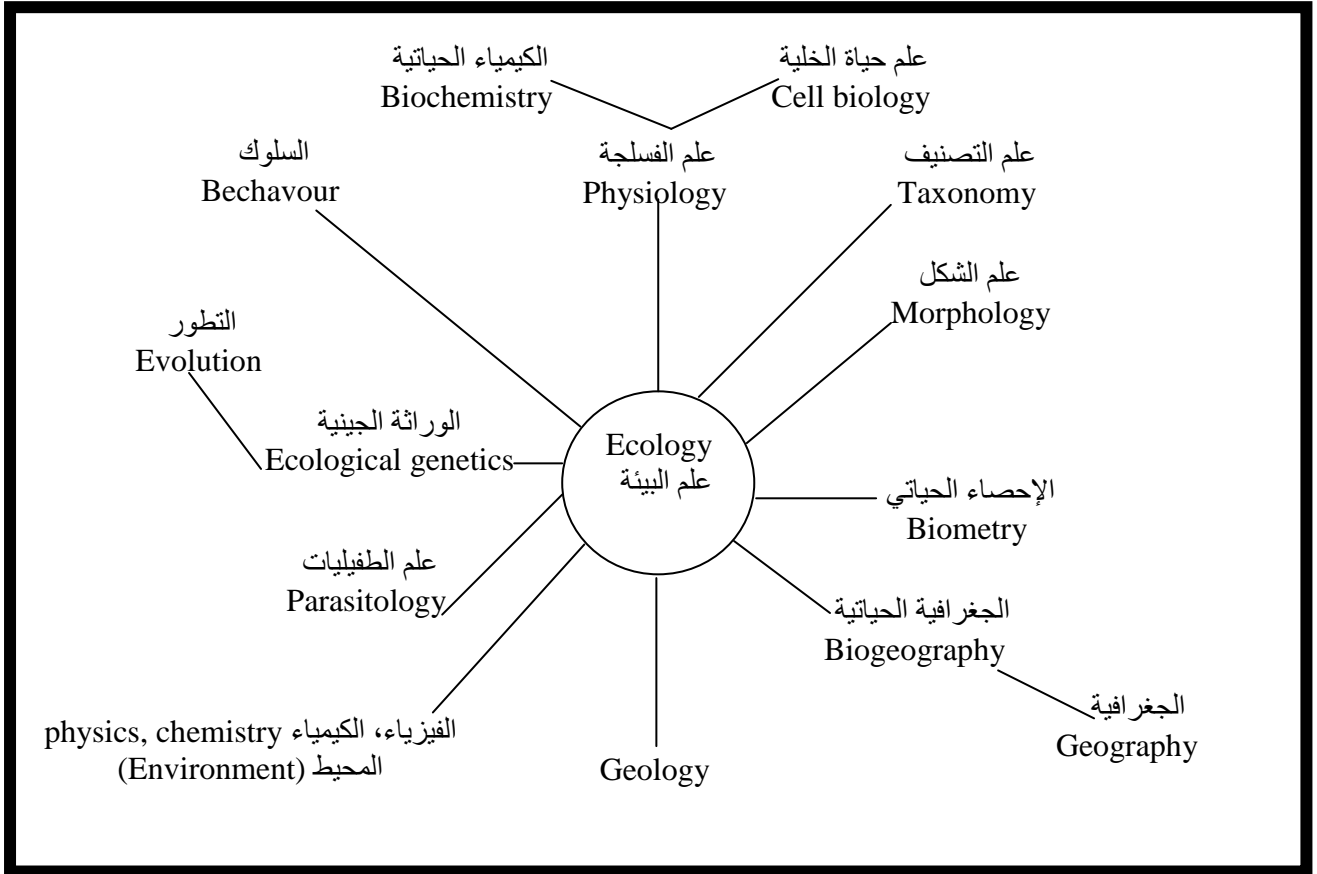 الكيمياء الحياتية
Biochemistry
علم حياة الخلية
Cell biology
السلوك
Bechavour
علم الفسلجة
Physiology
علم التصنيف
Taxonomy
علم الشكل
Morphology
التطور
Evolution
الوراثة الجينية
Ecological genetics
Ecology
علم البيئة
الإحصاء الحياتي
Biometry
علم الطفيليات
Parasitology
الجغرافية الحياتية
Biogeography
الجغرافية
Geography
physics, chemistry الفيزياء، الكيمياء
المحيط (Environment)
Geology